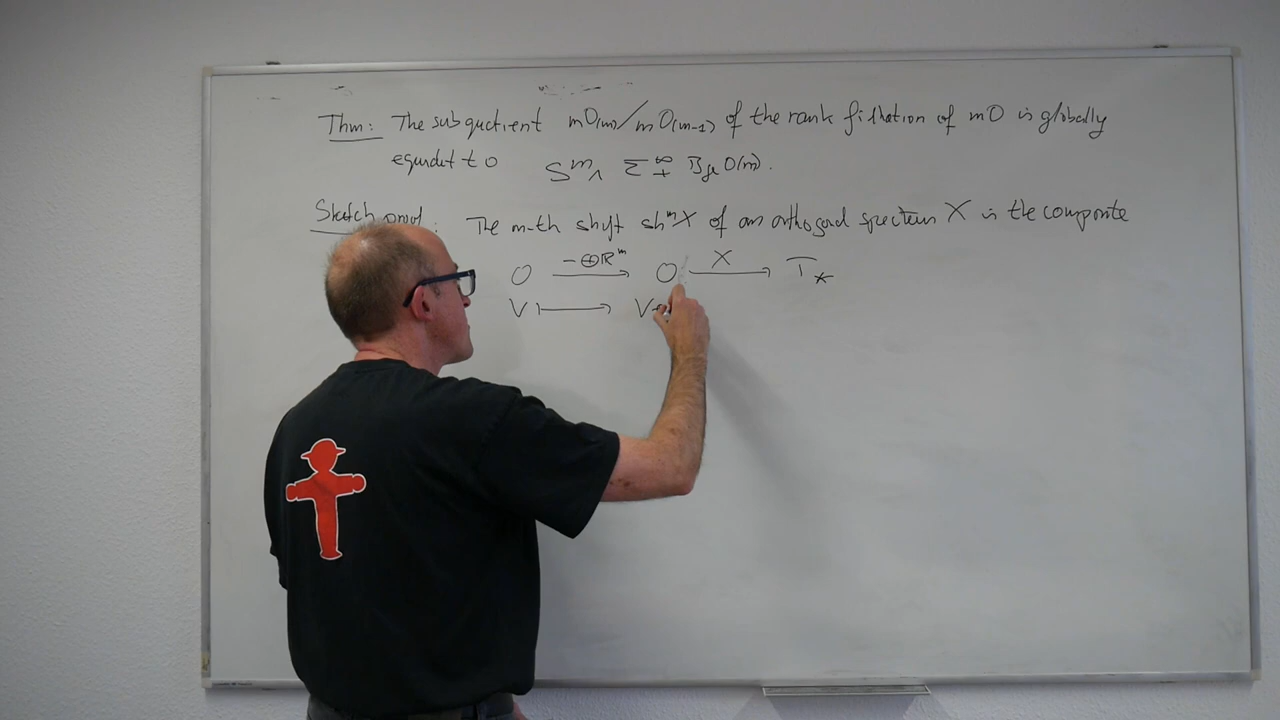 Thm: The subquotient mO(m)/mO(m-1) of the rank filtration of mO is globally
equivalent to S^m ∧ Σ^∞_+ B_gl O(m).
Sketch proof: The m-th shift sh^m X of an orthogonal spectrum X is the composite
O —⊕ℝ^m⟶ O X⟶ T_*
V ⟼ V